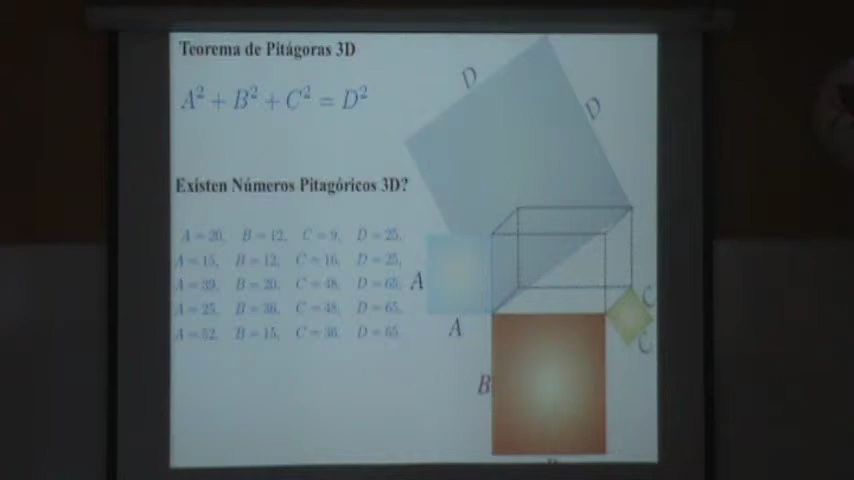 Teorema de Pitágoras 3D
A² + B² + C² = D²
Existen Números Pitagóricos 3D?
A = 20, B = 12, C = 9, D = 25,
A = 15, B = 12, C = 16, D = 25,
A = 39, B = 20, C = 48, D = 65,
A = 25, B = 36, C = 48, D = 65,
A = 52, B = 15, C = 36, D = 65
D
D
A
A
C
C
B